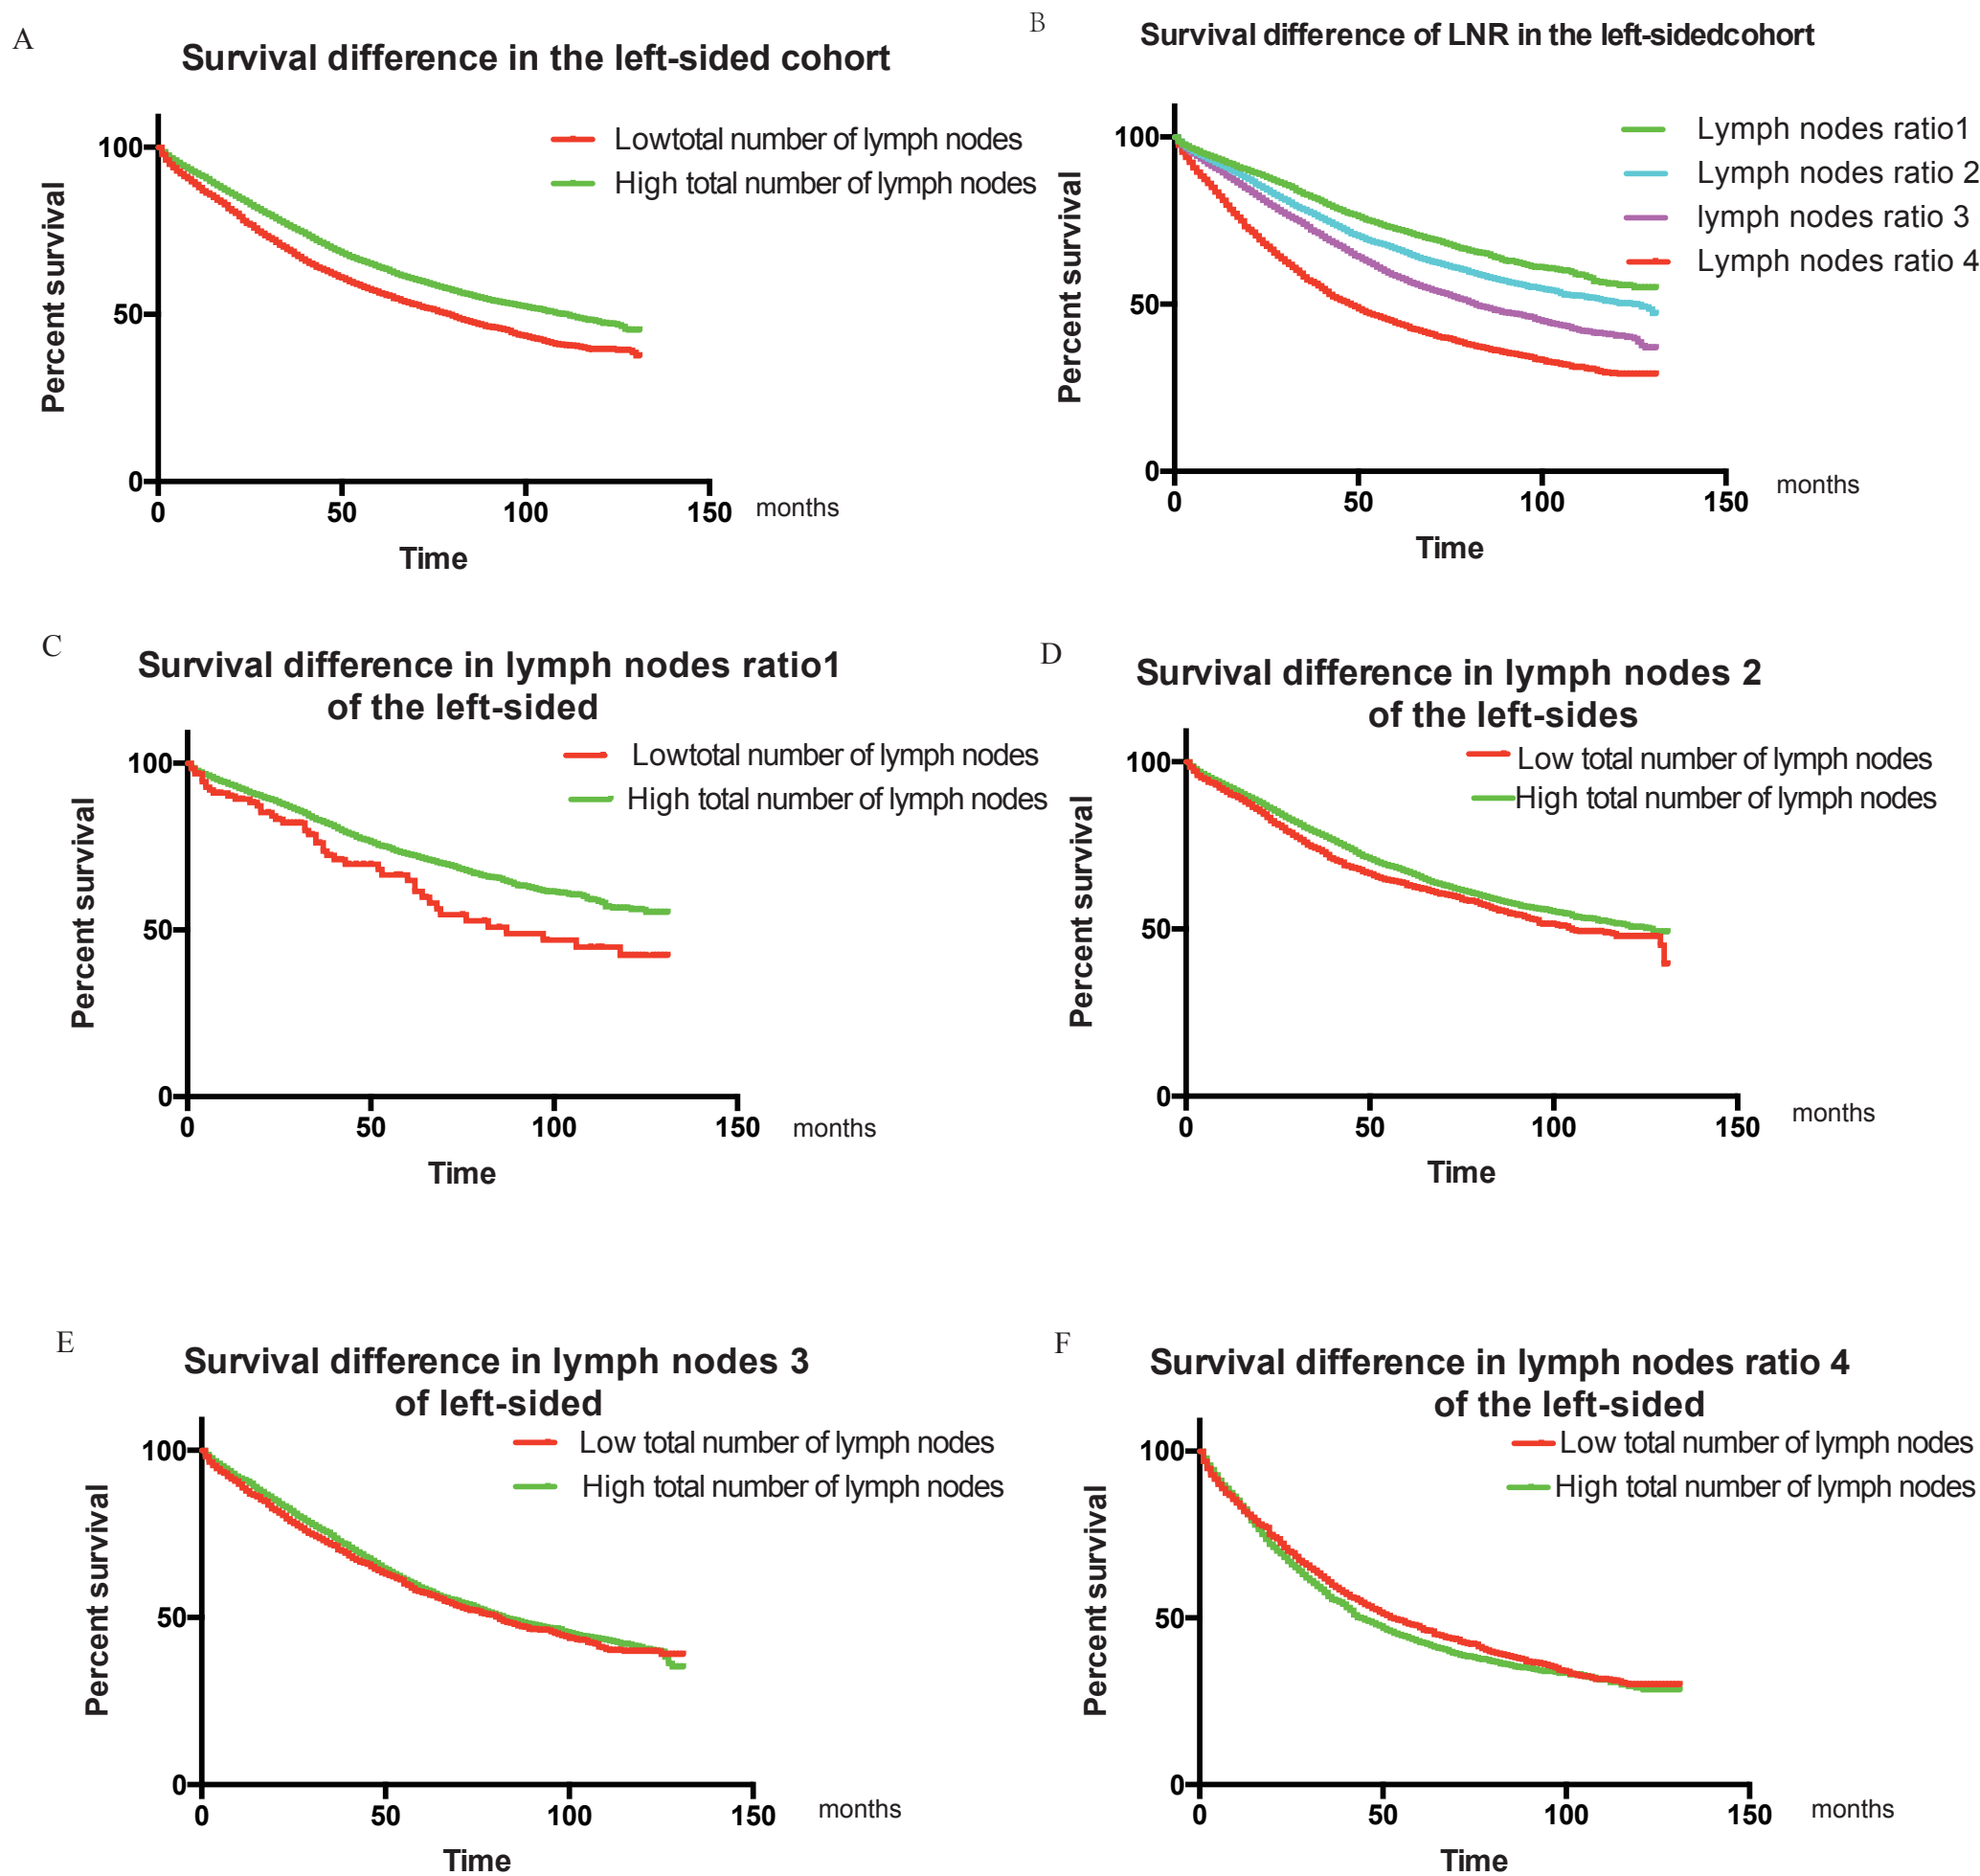 A
Survival difference in the left-sided cohort
Lowtotal number of lymph nodes
High total number of lymph nodes
100
50
0
Percent survival
0 50 100 150 months
Time
B
Survival difference of LNR in the left-sidedcohort
Lymph nodes ratio1
Lymph nodes ratio 2
lymph nodes ratio 3
Lymph nodes ratio 4
100
50
0
Percent survival
0 50 100 150 months
Time
C
Survival difference in lymph nodes ratio1
of the left-sided
Lowtotal number of lymph nodes
High total number of lymph nodes
100
50
0
Percent survival
0 50 100 150 months
Time
D
Survival difference in lymph nodes 2
of the left-sides
Low total number of lymph nodes
High total number of lymph nodes
100
50
0
Percent survival
0 50 100 150 months
Time
E
Survival difference in lymph nodes 3
of left-sided
Low total number of lymph nodes
High total number of lymph nodes
100
50
0
Percent survival
0 50 100 150 months
Time
F
Survival difference in lymph nodes ratio 4
of the left-sided
Low total number of lymph nodes
High total number of lymph nodes
100
50
0
Percent survival
0 50 100 150 months
Time